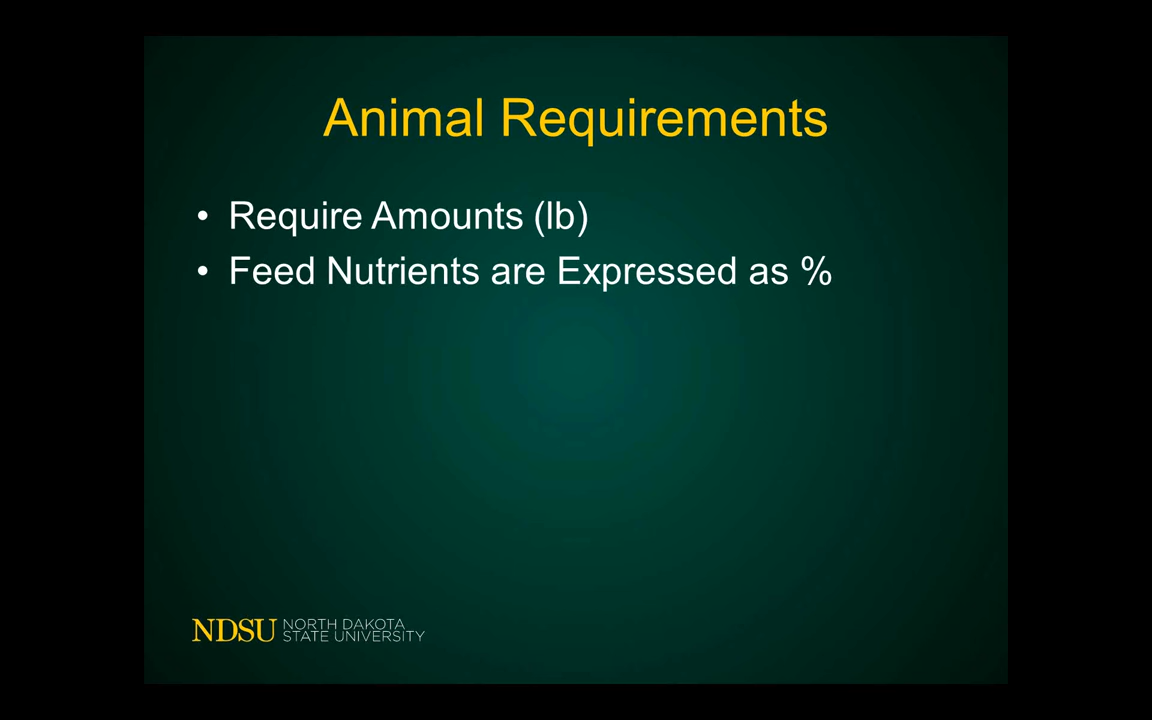 Animal Requirements
• Require Amounts (lb)
• Feed Nutrients are Expressed as %
NDSU NORTH DAKOTA
STATE UNIVERSITY